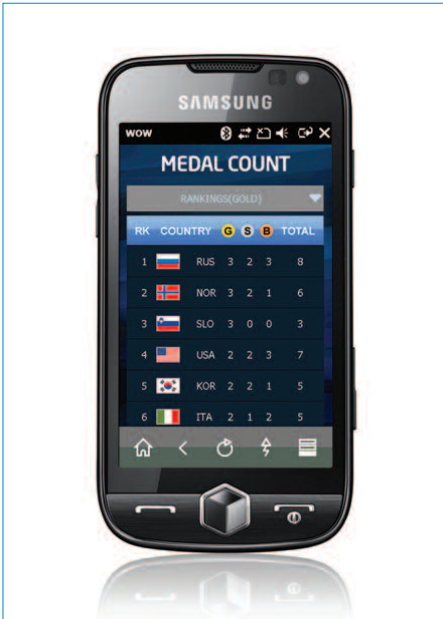 SAMSUNG
WOW
MEDAL COUNT
RANKINGS(GOLD)
RK COUNTRY G S B TOTAL
1 RUS 3 2 3 8
2 NOR 3 2 1 6
3 SLO 3 0 0 3
4 USA 2 2 3 7
5 KOR 2 2 1 5
6 ITA 2 1 2 5